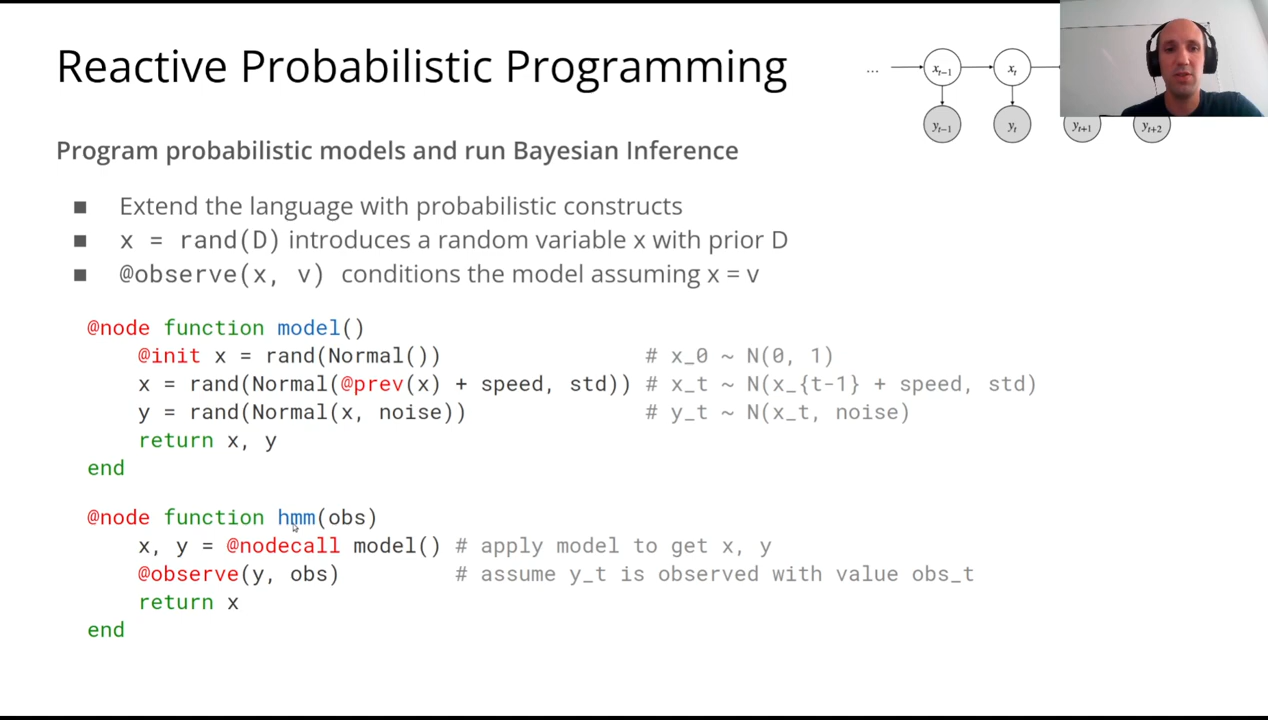 Reactive Probabilistic Programming
... x_{t-1} x_t
y_{t-1} y_t y_{t+1} y_{t+2}
Program probabilistic models and run Bayesian Inference
■ Extend the language with probabilistic constructs
■ x = rand(D) introduces a random variable x with prior D
■ @observe(x, v) conditions the model assuming x = v
@node function model()
@init x = rand(Normal()) # x_0 ~ N(0, 1)
x = rand(Normal(@prev(x) + speed, std)) # x_t ~ N(x_{t-1} + speed, std)
y = rand(Normal(x, noise)) # y_t ~ N(x_t, noise)
return x, y
end
@node function hmm(obs)
x, y = @nodecall model() # apply model to get x, y
@observe(y, obs) # assume y_t is observed with value obs_t
return x
end